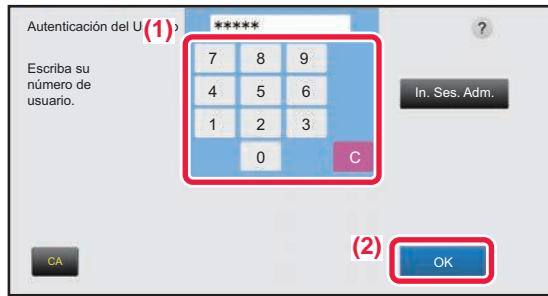 Autenticación del U
(1)
*****
?
Escriba su
número de
usuario.
7 8 9
4 5 6
1 2 3
0 C
In. Ses. Adm.
(2)
CA
OK